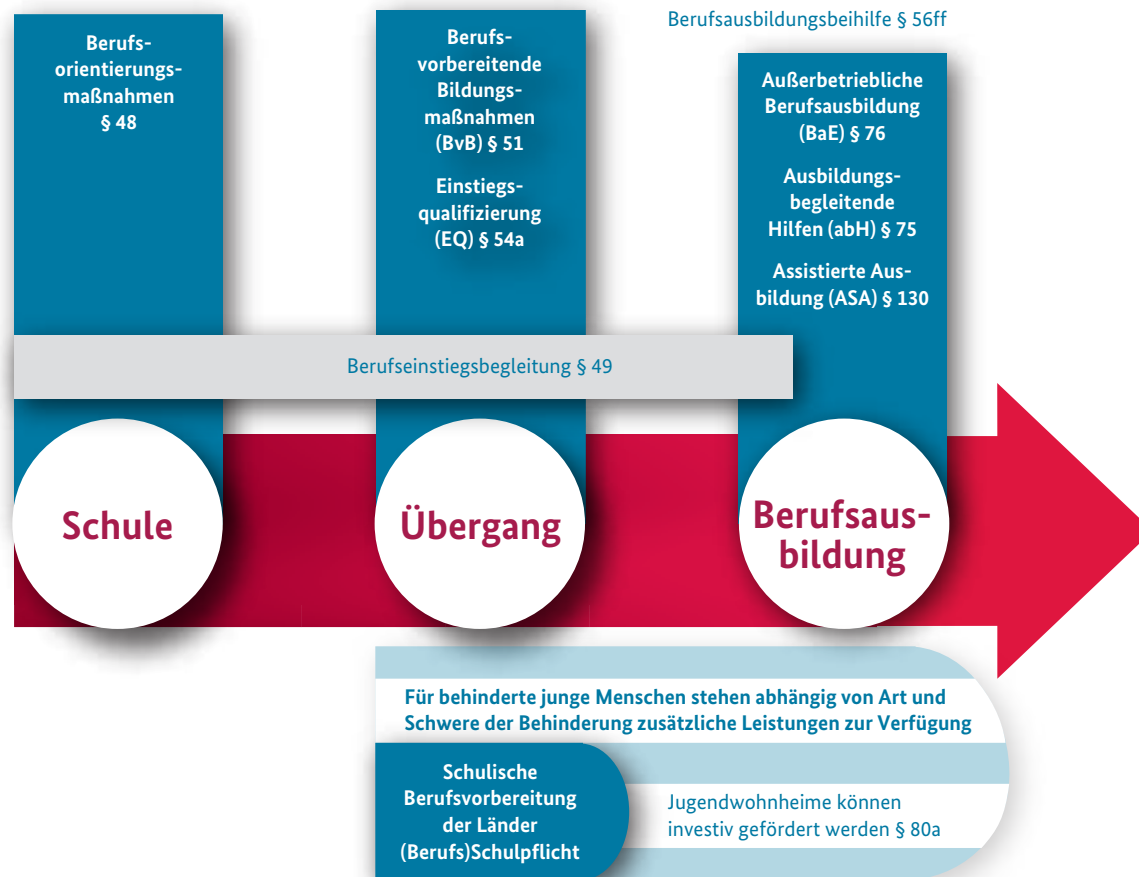 Berufs-
orientierungs-
maßnahmen
§ 48
Berufs-
vorbereitende
Bildungs-
maßnahmen
(BvB) § 51
Einstiegs-
qualifizierung
(EQ) § 54a
Berufsausbildungsbeihilfe § 56ff
Außerbetriebliche
Berufsausbildung
(BaE) § 76
Ausbildungs-
begleitende
Hilfen (abH) § 75
Assistierte Aus-
bildung (ASA) § 130
Berufseinstiegsbegleitung § 49
Schule
Übergang
Berufsaus-
bildung
Für behinderte junge Menschen stehen abhängig von Art und
Schwere der Behinderung zusätzliche Leistungen zur Verfügung
Schulische
Berufsvorbereitung
der Länder
(Berufs)Schulpflicht
Jugendwohnheime können
investiv gefördert werden § 80a